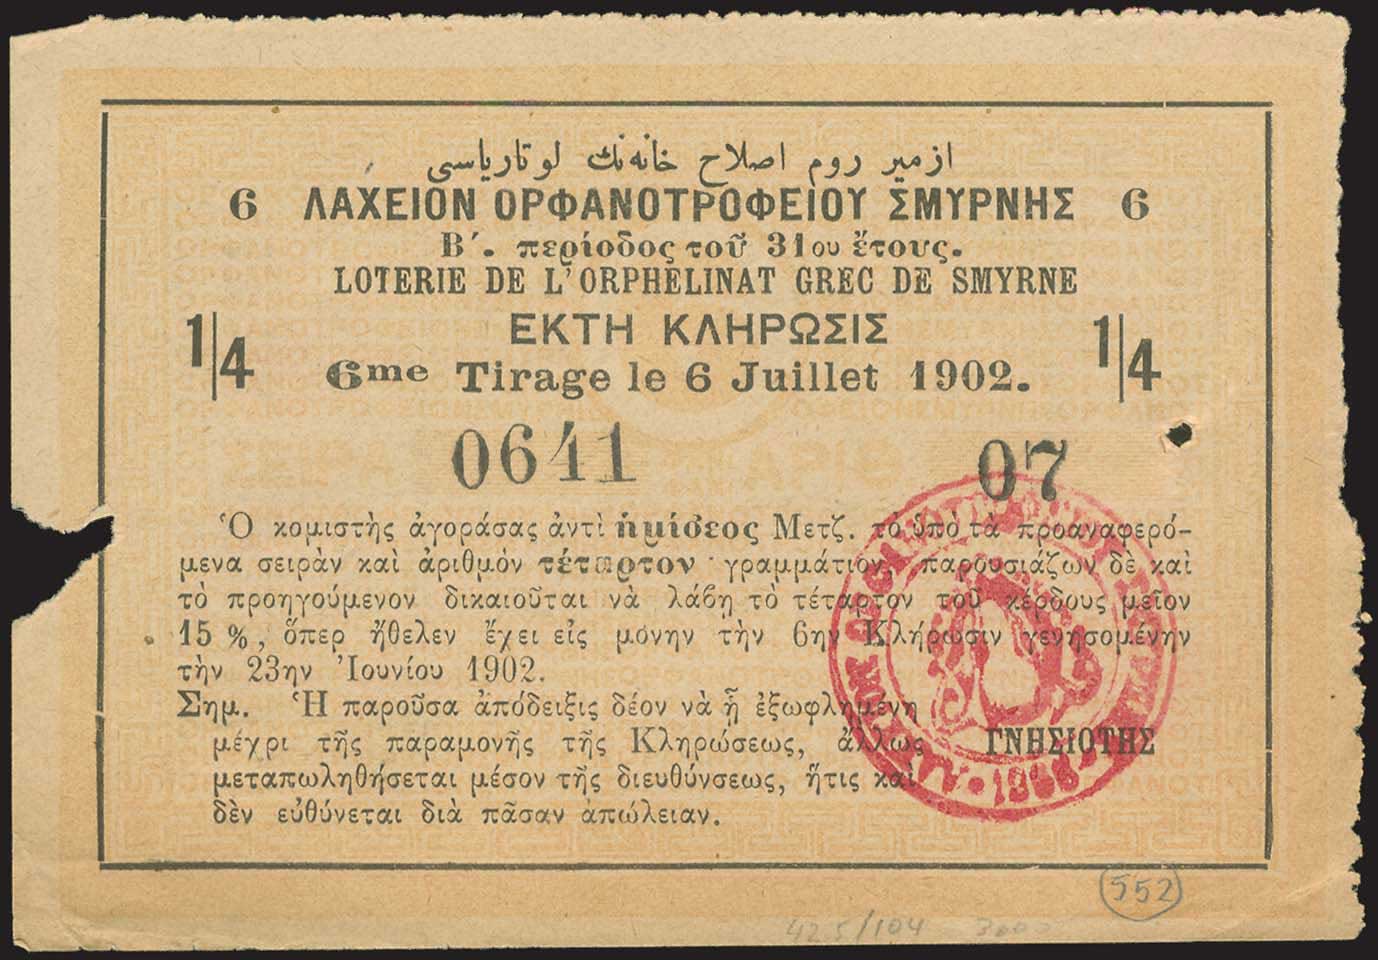 ازمیر روم اصلاح خانه‌نك لوتاریاسی
6 ΛΑΧΕΙΟΝ ΟΡΦΑΝΟΤΡΟΦΕΙΟΥ ΣΜΥΡΝΗΣ 6
Β΄. περίοδος τοῦ 31ου ἔτους.
LOTERIE DE L'ORPHELINAT GREC DE SMYRNE
1/4 ΕΚΤΗ ΚΛΗΡΩΣΙΣ 1/4
6me Tirage le 6 Juillet 1902.
0641 07
Ὁ κομιστὴς ἀγοράσας ἀντὶ ἡμίσεος Μετζ. τὸ ὑπὸ τὰ προαναφερό-
μενα σειρὰν καὶ ἀριθμὸν τέταρτον γραμμάτιον, παρουσιάζων δὲ καὶ
τὸ προηγούμενον δικαιοῦται νὰ λάβῃ τὸ τέταρτον τοῦ κέρδους μεῖον
15 %, ὅπερ ἤθελεν ἔχει εἰς μόνην τὴν 6ην Κλήρωσιν γενησομένην
τὴν 23ην Ἰουνίου 1902.
Σημ. Ἡ παροῦσα ἀπόδειξις δέον νὰ ᾖ ἐξωφλημένη
μέχρι τῆς παραμονῆς τῆς Κληρώσεως, ἄλλως
ΓΝΗΣΙΟΤΗΣ
μεταπωληθήσεται μέσον τῆς διευθύνσεως, ἥτις καὶ
δὲν εὐθύνεται διὰ πᾶσαν ἀπώλειαν.
552
425/104